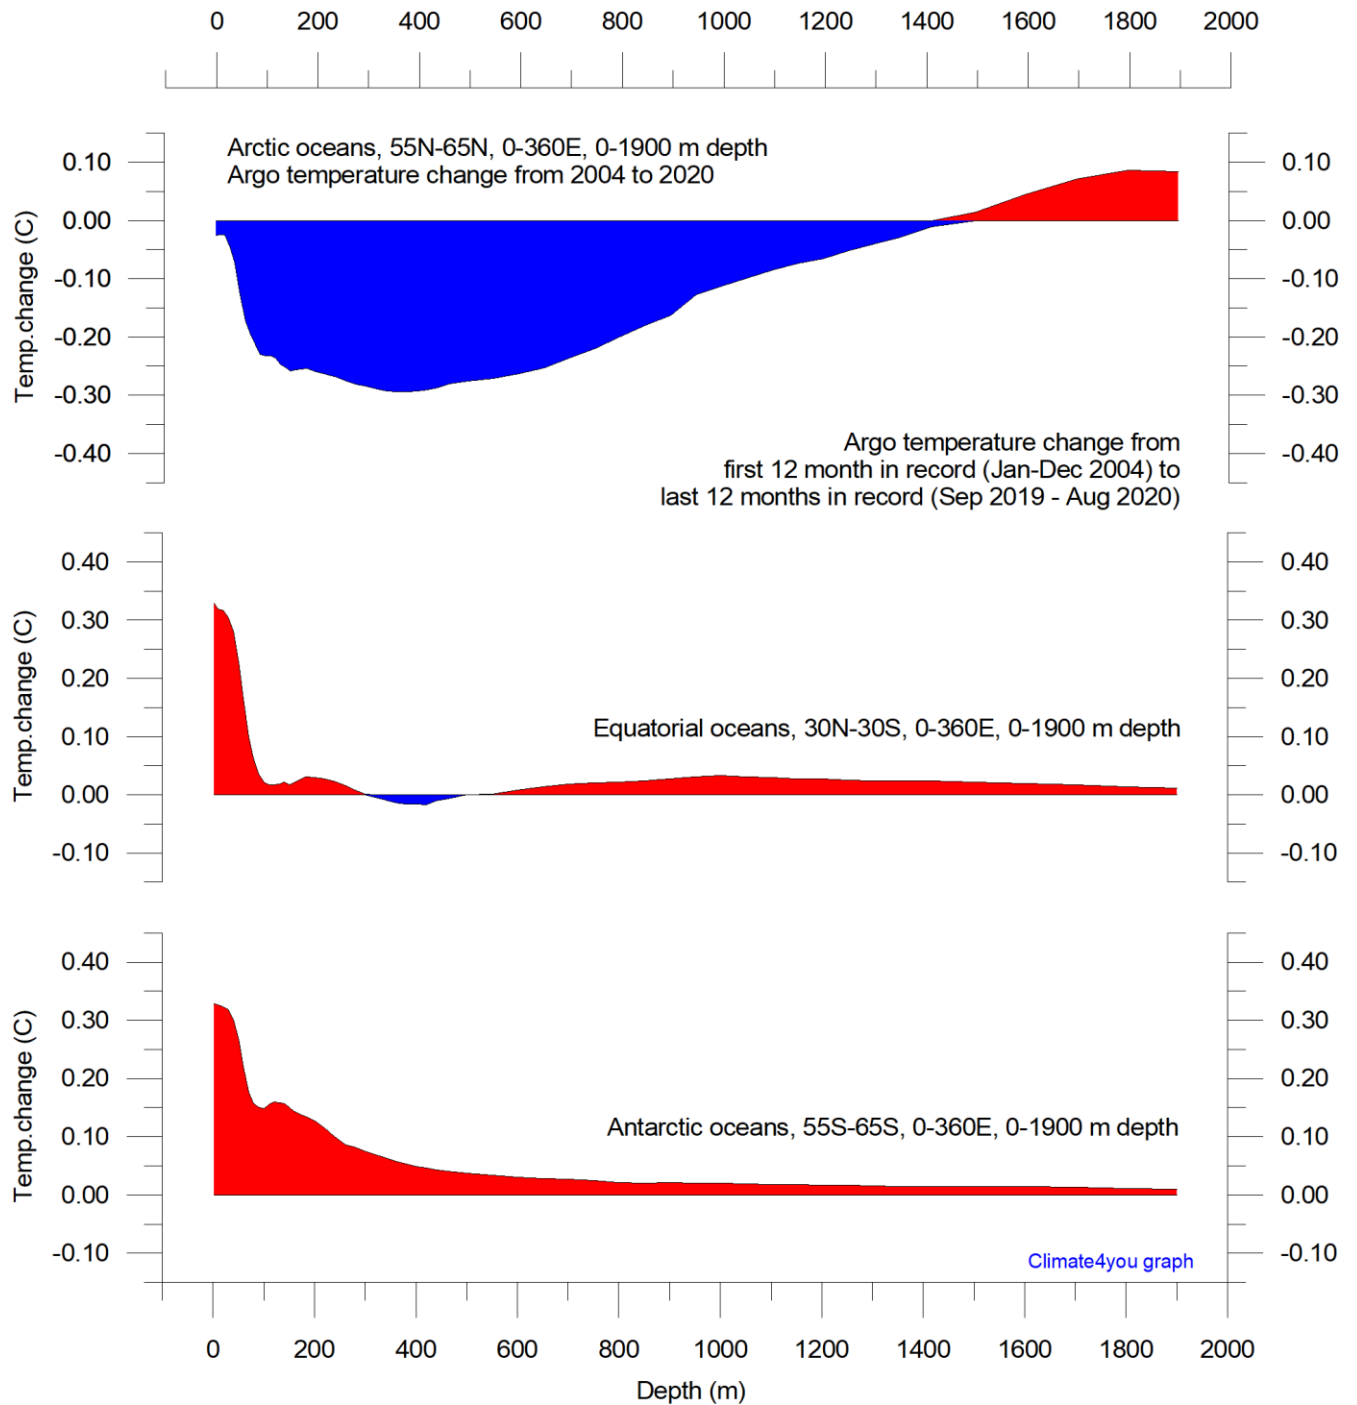 0 200 400 600 800 1000 1200 1400 1600 1800 2000
Arctic oceans, 55N-65N, 0-360E, 0-1900 m depth
Argo temperature change from 2004 to 2020
Temp.change (C)
0.10 0.10
0.00 0.00
-0.10 -0.10
-0.20 -0.20
-0.30 -0.30
-0.40 -0.40
Argo temperature change from
first 12 month in record (Jan-Dec 2004) to
last 12 months in record (Sep 2019 - Aug 2020)
Temp.change (C)
0.40 0.40
0.30 0.30
0.20 0.20
Equatorial oceans, 30N-30S, 0-360E, 0-1900 m depth
0.10 0.10
0.00 0.00
-0.10 -0.10
Temp.change (C)
0.40 0.40
0.30 0.30
0.20 0.20
Antarctic oceans, 55S-65S, 0-360E, 0-1900 m depth
0.10 0.10
0.00 0.00
-0.10 -0.10
Climate4you graph
0 200 400 600 800 1000 1200 1400 1600 1800 2000
Depth (m)